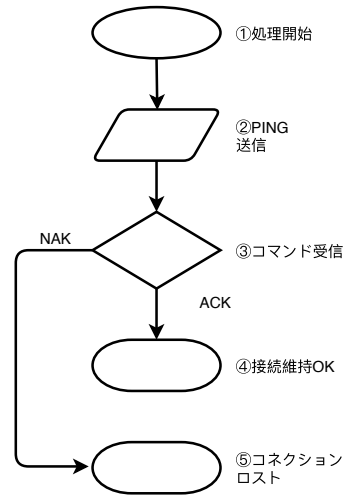 ①処理開始
②PING
送信
③コマンド受信
NAK
ACK
④接続維持OK
⑤コネクション
ロスト